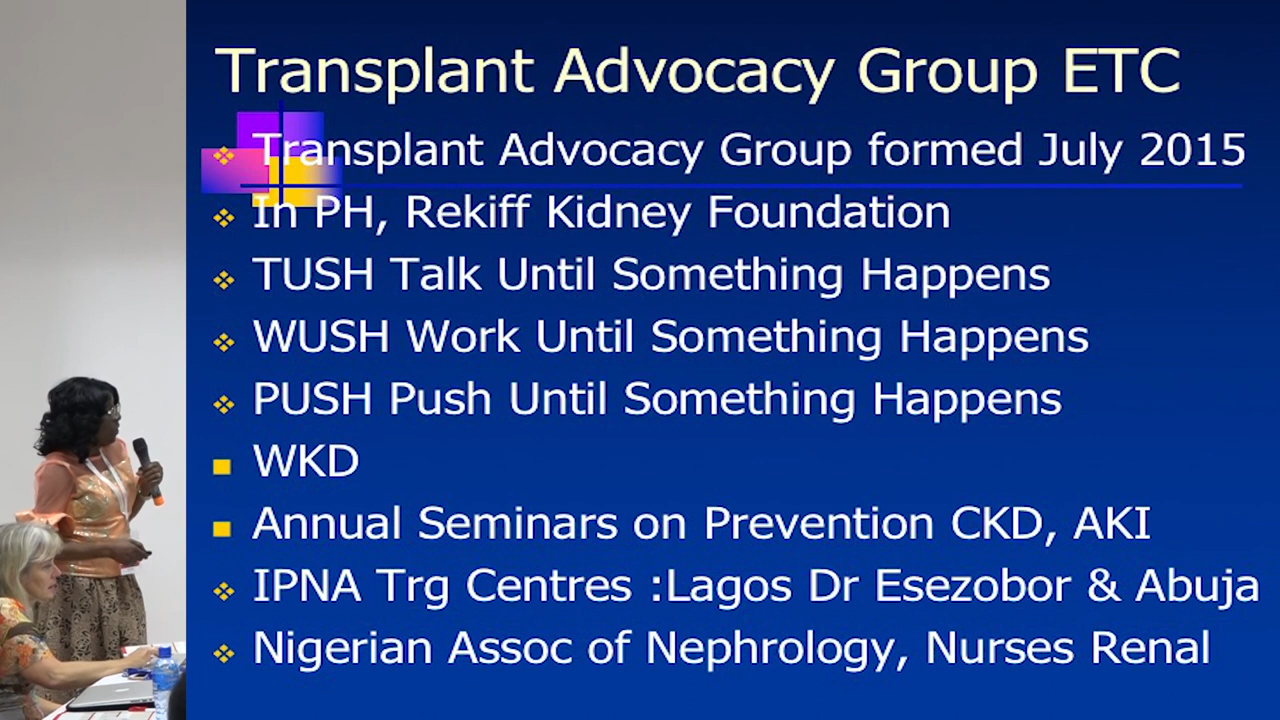 Transplant Advocacy Group ETC
Transplant Advocacy Group formed July 2015
In PH, Rekiff Kidney Foundation
TUSH Talk Until Something Happens
WUSH Work Until Something Happens
PUSH Push Until Something Happens
WKD
Annual Seminars on Prevention CKD, AKI
IPNA Trg Centres :Lagos Dr Esezobor & Abuja
Nigerian Assoc of Nephrology, Nurses Renal